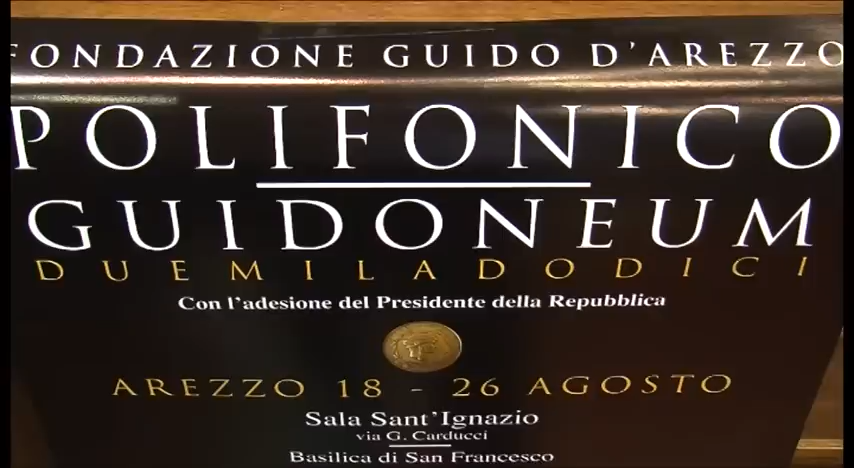 FONDAZIONE GUIDO D'AREZZO
POLIFONICO
GUIDONEUM
DUEMILADODICI
Con l'adesione del Presidente della Repubblica
AREZZO 18 - 26 AGOSTO
Sala Sant'Ignazio
via G. Carducci
Basilica di San Francesco